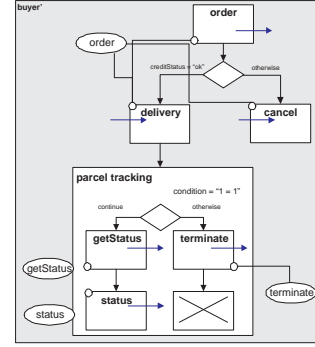 buyer'
order
order
creditStatus = "ok"
otherwise
delivery
cancel
parcel tracking
condition = "1 = 1"
continue
otherwise
getStatus
terminate
getStatus
terminate
status
status